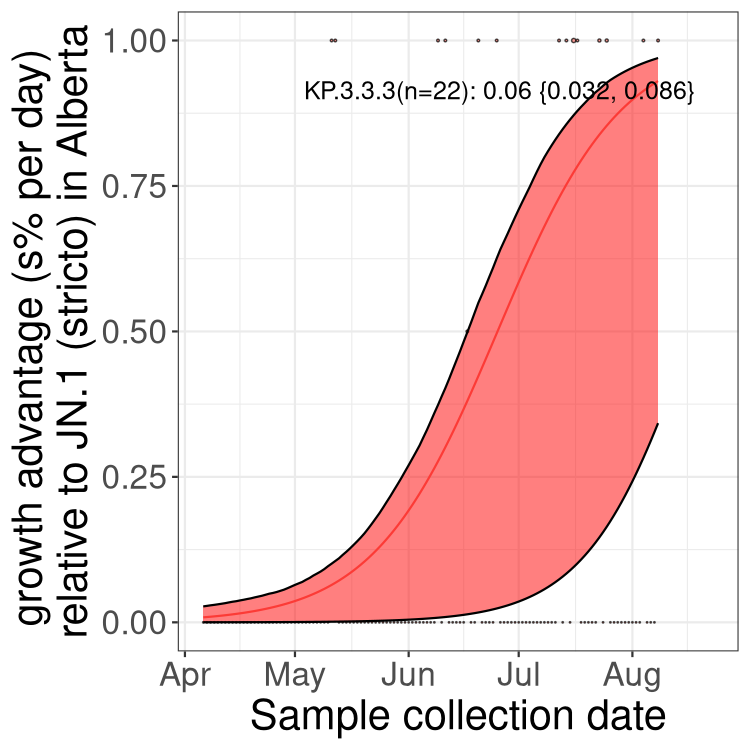 growth advantage (s% per day)
relative to JN.1 (stricto) in Alberta
1.00
0.75
0.50
0.25
0.00
KP.3.3.3(n=22): 0.06 {0.032, 0.086}
Apr May Jun Jul Aug
Sample collection date